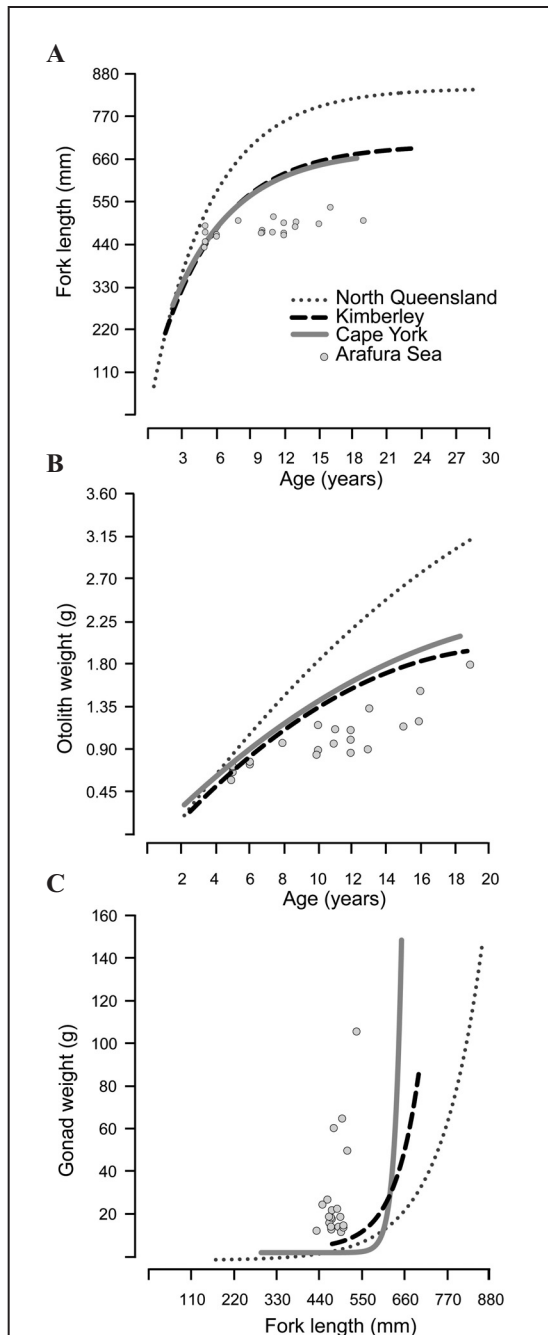 A
880
770
660
550
440
330
220
110
Fork length (mm)
North Queensland
Kimberley
Cape York
Arafura Sea
3 6 9 12 15 18 21 24 27 30
Age (years)
B
3.60
3.15
2.70
2.25
1.80
1.35
0.90
0.45
Otolith weight (g)
2 4 6 8 10 12 14 16 18 20
Age (years)
C
160
140
120
100
80
60
40
20
Gonad weight (g)
110 220 330 440 550 660 770 880
Fork length (mm)